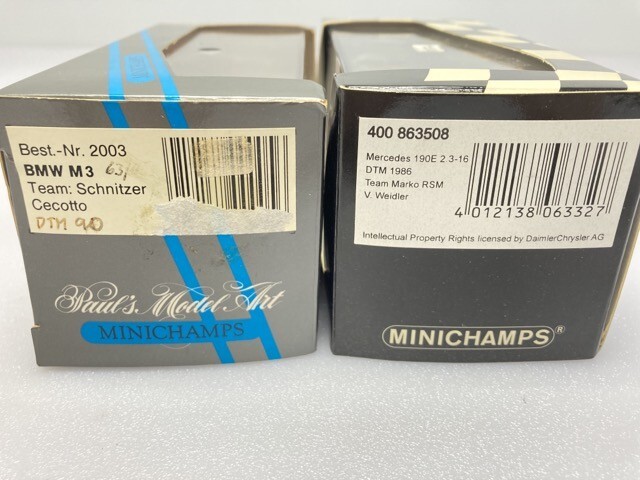 Best.-Nr. 2003
BMW M3 63/
Team: Schnitzer
Cecotto
DTM 90
Paul's Model Art
MINICHAMPS
400 863508
Mercedes 190E 2.3-16
DTM 1986
Team Marko RSM
V. Weidler
4 012138 063327
Intellectual Property Rights licensed by DaimlerChrysler AG
MINICHAMPS®